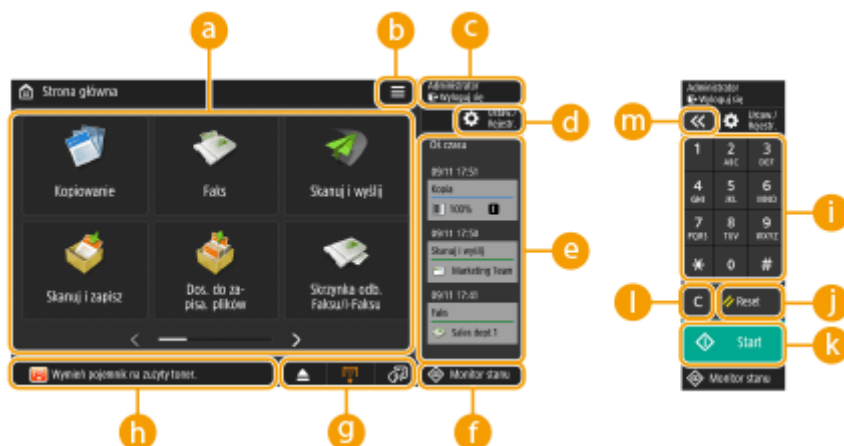 a
b
c
Strona główna
Administrator
Wyloguj się
Ustaw./
Rejestr.
d
Oś czasu
Kopiowanie
Faks
Skanuj i wyślij
09/11 17:51
Kopia
100% 1
09/11 17:50
Skanuj i wyślij
Marketing Team
e
Skanuj i zapisz
Dos. do za-
pisa. plików
Skrzynka odb.
Faksu/I-Faksu
09/11 17:41
Faks
Sales dept.1
Wymień pojemnik na zużyty toner.
Monitor stanu
h
g
f
Administrator
Wyloguj się
m
Ustaw./
Rejestr.
1 2 3
ABC DEF
4 5 6
GHI JKL MNO
i
7 8 9
PQRS TUV WXYZ
* 0 #
l
C Reset
j
Start
k
Monitor stanu